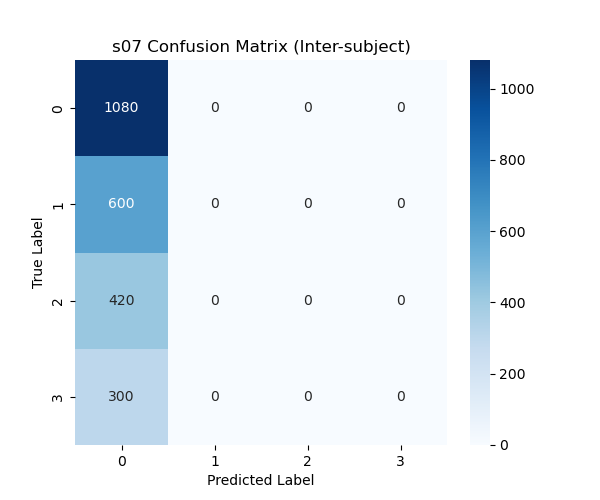 s07 Confusion Matrix (Inter-subject)
True Label
0 1080 0 0 0
1 600 0 0 0
2 420 0 0 0
3 300 0 0 0
0 1 2 3
Predicted Label
1000
800
600
400
200
0